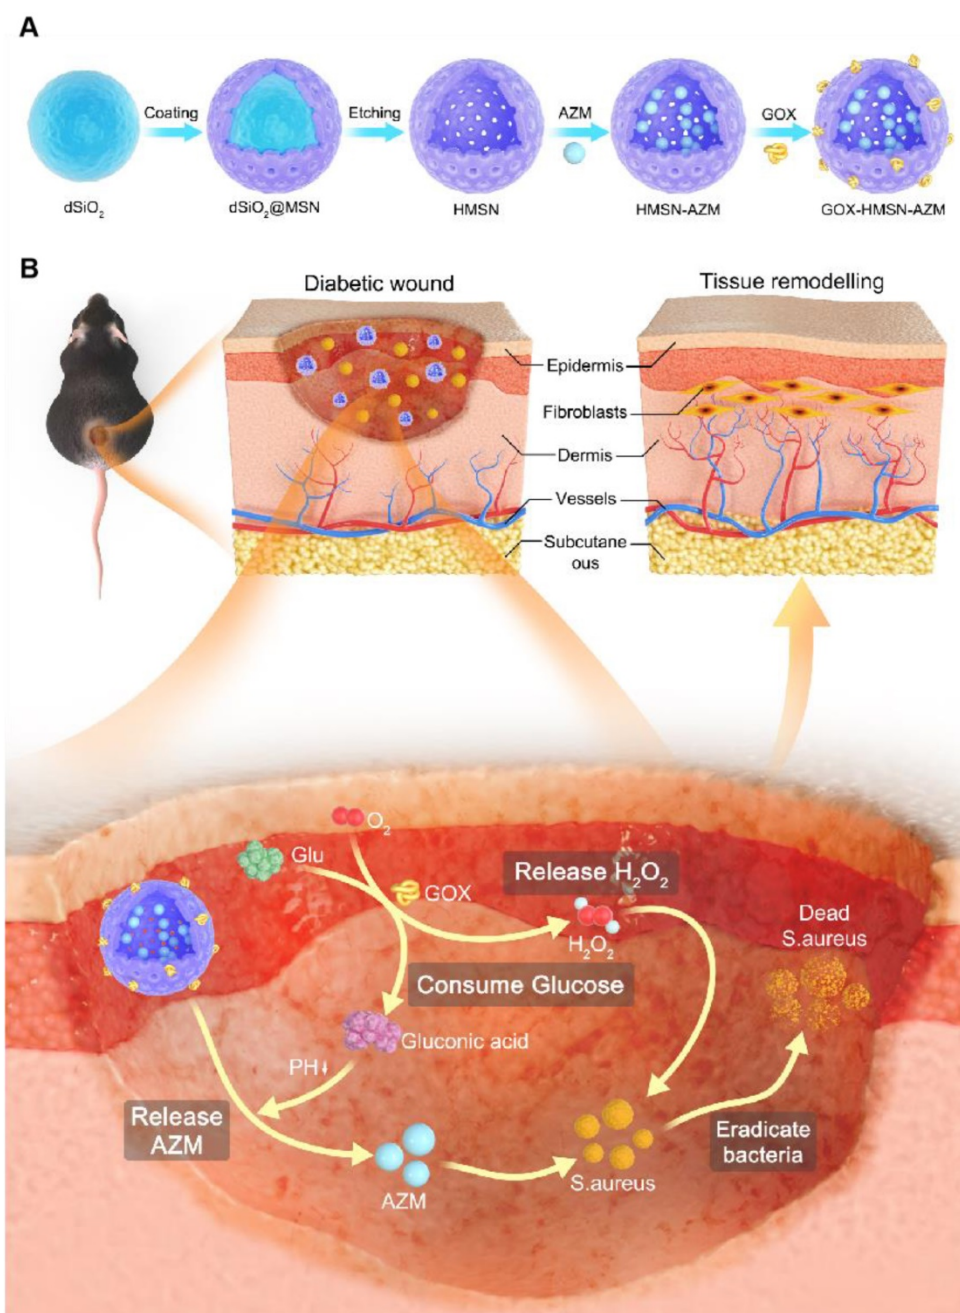 A
Coating
Etching
AZM
GOX
dSiO₂
dSiO₂@MSN
HMSN
HMSN-AZM
GOX-HMSN-AZM
B
Diabetic wound
Tissue remodelling
Epidermis
Fibroblasts
Dermis
Vessels
Subcutane
ous
O₂
Glu
GOX
Release H₂O₂
H₂O₂
Dead
S.aureus
Consume Glucose
Gluconic acid
PH↓
Release
AZM
AZM
S.aureus
Eradicate
bacteria